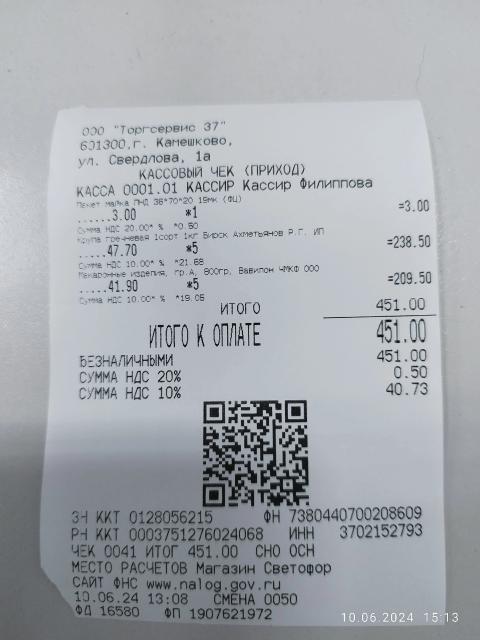 ООО "Торгсервис 37"
601300,г. Камешково,
ул. Свердлова, 1а
КАССОВЫЙ ЧЕК (ПРИХОД)
КАССА 0001.01 КАССИР Кассир Филиппова
Пакет майка ПНД 38*70*20 19мк (ФЦ)
......3.00 *1 =3.00
Сумма НДС 20.00* % *0.50
Крупа гречневая 1сорт 1кг Бирск Ахметьянов Р.Г. ИП
.....47.70 *5 =238.50
Сумма НДС 10.00* % *21.68
Макаронные изделия, гр.А, 800гр, Вавилон ЧМКФ ООО
.....41.90 *5 =209.50
Сумма НДС 10.00* % *19.05
ИТОГО 451.00
ИТОГО К ОПЛАТЕ 451.00
БЕЗНАЛИЧНЫМИ 451.00
СУММА НДС 20% 0.50
СУММА НДС 10% 40.73
ЗН ККТ 0128056215 ФН 7380440700208609
РН ККТ 0003751276024068 ИНН 3702152793
ЧЕК 0041 ИТОГ 451.00 СНО ОСН
МЕСТО РАСЧЕТОВ Магазин Светофор
САЙТ ФНС www.nalog.gov.ru
10.06.24 13:08 СМЕНА 0050
ФД 16580 ФП 1907621972
10.06.2024 15:13